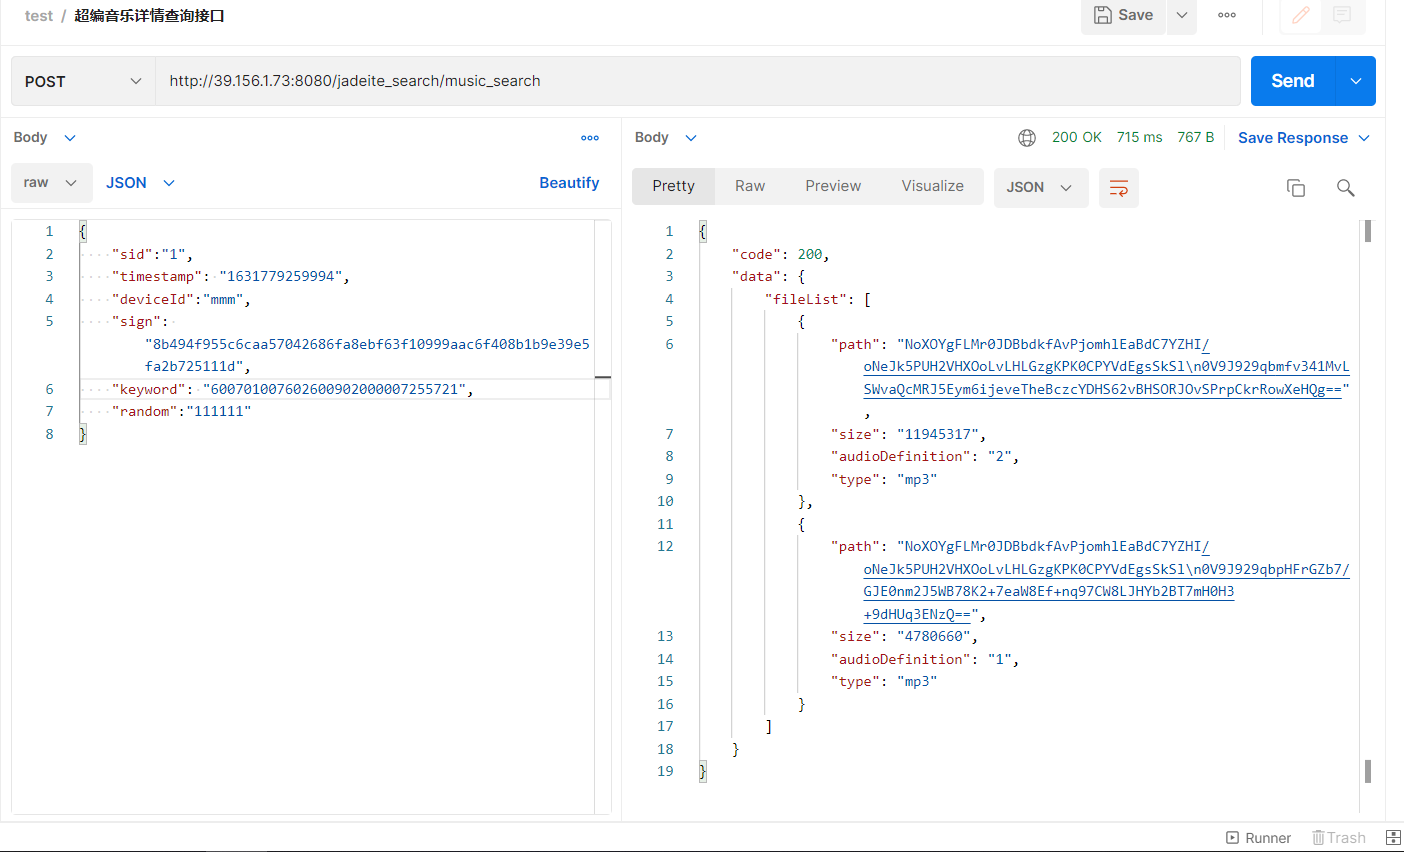 test / 超编音乐详情查询接口
Save
POST
http://39.156.1.73:8080/jadeite_search/music_search
Send
Body
raw
JSON
Beautify
1 {
2 "sid":"1",
3 "timestamp": "1631779259994",
4 "deviceId":"mmm",
5 "sign":
"8b494f955c6caa57042686fa8ebf63f10999aac6f408b1b9e39e5
fa2b725111d",
6 "keyword": "6007010076026009020000072557​21",
7 "random":"111111"
8 }
Body
200 OK 715 ms 767 B Save Response
Pretty Raw Preview Visualize JSON
1 {
2 "code": 200,
3 "data": {
4 "fileList": [
5 {
6 "path": "NoXOYgFLMr0JDBbdkfAvPjomhlEaBdC7YZHI/
oNeJk5PUH2VHXOoLvLHLGzgKPK0CPYVdEgsSkSl\n0V9J929qbmfv341MvL
SWvaQcMRJ5Eym6ijeveTheBczcYDHS62vBHSORJOvSPrpCkrRowXeHQg=="
,
7 "size": "11945317",
8 "audioDefinition": "2",
9 "type": "mp3"
10 },
11 {
12 "path": "NoXOYgFLMr0JDBbdkfAvPjomhlEaBdC7YZHI/
oNeJk5PUH2VHXOoLvLHLGzgKPK0CPYVdEgsSkSl\n0V9J929qbpHFrGZb7/
GJE0nm2J5WB78K2+7eaW8Ef+nq97CW8LJHYb2BT7mH0H3
+9dHUq3ENzQ==",
13 "size": "4780660",
14 "audioDefinition": "1",
15 "type": "mp3"
16 }
17 ]
18 }
19 }
Runner Trash